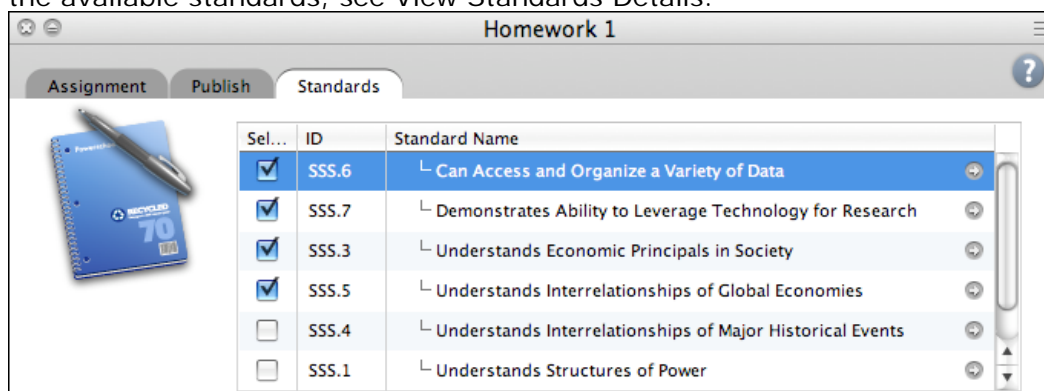 the available standards, see View Standards Details.
Homework 1
?
Assignment Publish Standards
Sel... ID Standard Name
SSS.6 Can Access and Organize a Variety of Data
SSS.7 Demonstrates Ability to Leverage Technology for Research
SSS.3 Understands Economic Principals in Society
SSS.5 Understands Interrelationships of Global Economies
SSS.4 Understands Interrelationships of Major Historical Events
SSS.1 Understands Structures of Power
RECYCLED
70